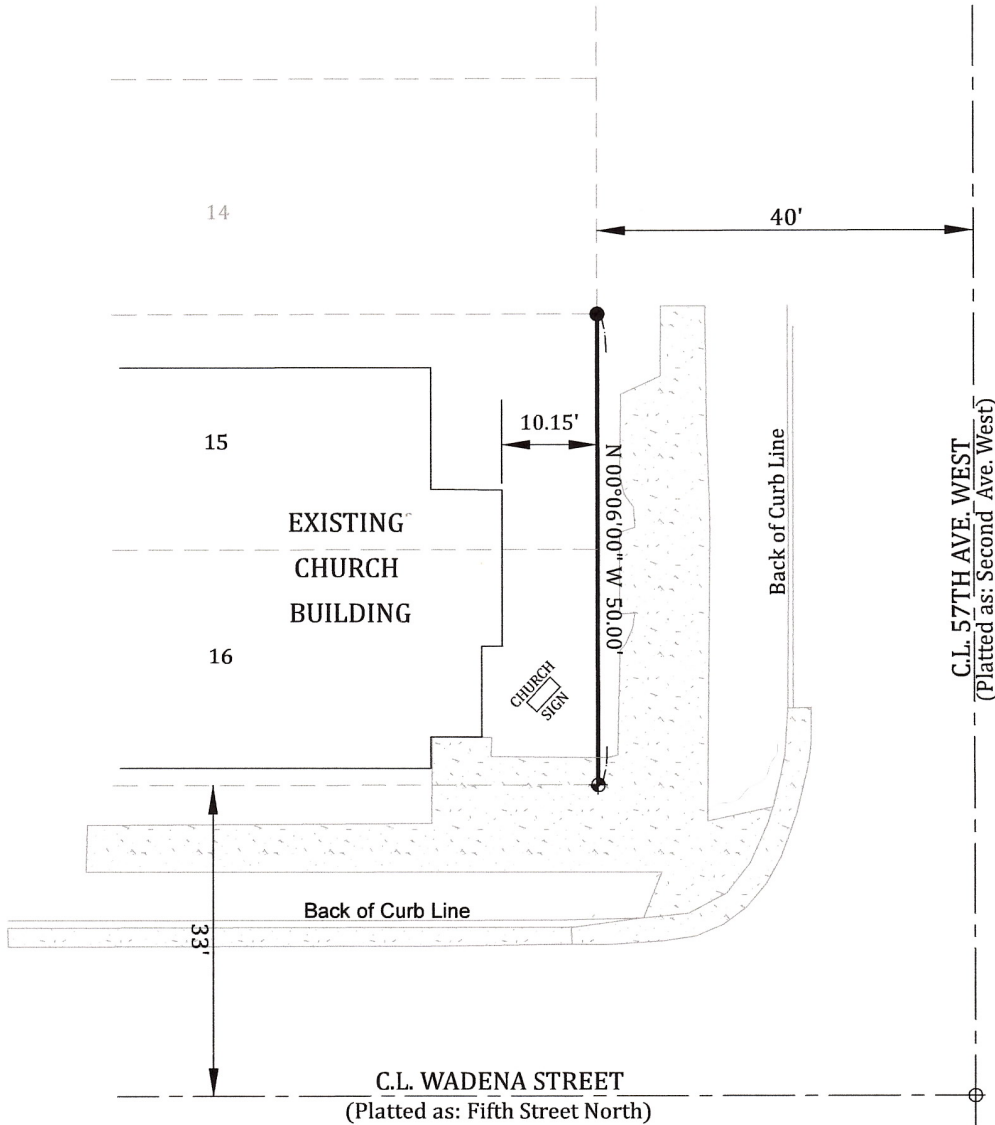 14
40'
10.15'
15
N 00°06'00" W 50.00'
EXISTING
CHURCH
BUILDING
16
CHURCH
SIGN
Back of Curb Line
C.L. 57TH AVE. WEST
(Platted as: Second Ave. West)
Back of Curb Line
33'
C.L. WADENA STREET
(Platted as: Fifth Street North)